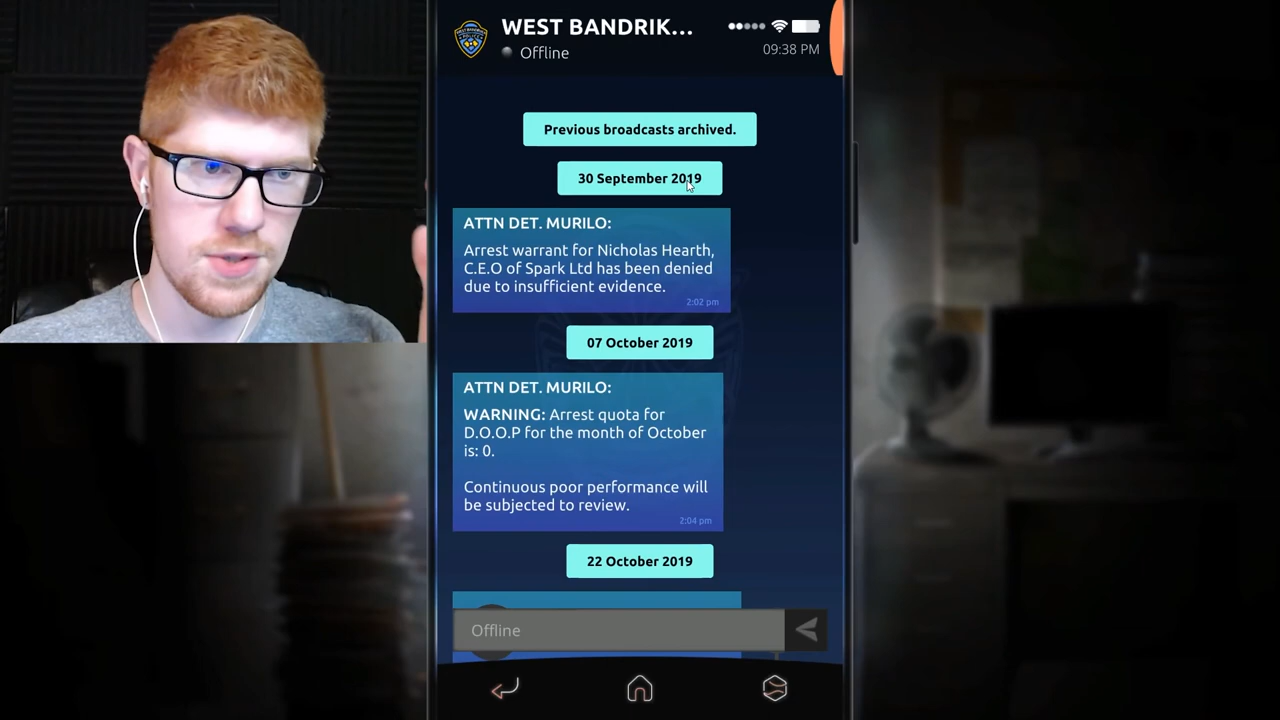 WEST BANDRIK...
Offline
09:38 PM
Previous broadcasts archived.
30 September 2019
ATTN DET. MURILO:
Arrest warrant for Nicholas Hearth,
C.E.O of Spark Ltd has been denied
due to insufficient evidence.
2:02 pm
07 October 2019
ATTN DET. MURILO:
WARNING: Arrest quota for
D.O.O.P for the month of October
is: 0.
Continuous poor performance will
be subjected to review.
2:04 pm
22 October 2019
Offline